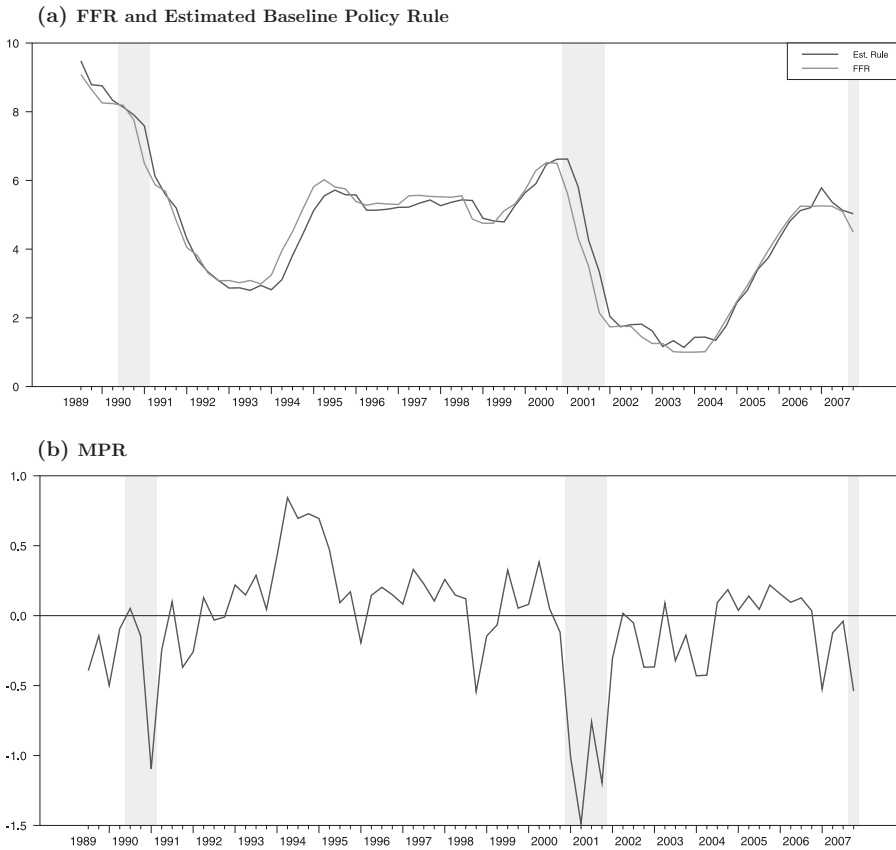 (a) FFR and Estimated Baseline Policy Rule
10
Est. Rule
FFR
8
6
4
2
0
1989 1990 1991 1992 1993 1994 1995 1996 1997 1998 1999 2000 2001 2002 2003 2004 2005 2006 2007
(b) MPR
1.0
0.5
0.0
-0.5
-1.0
-1.5
1989 1990 1991 1992 1993 1994 1995 1996 1997 1998 1999 2000 2001 2002 2003 2004 2005 2006 2007